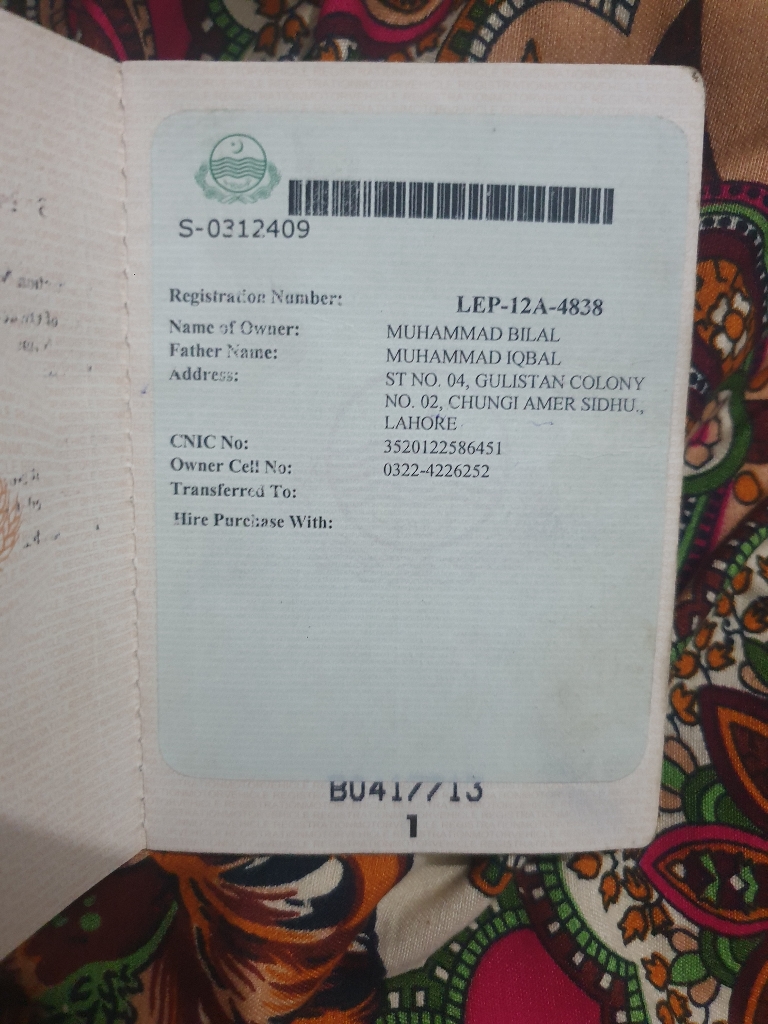 S-0312409
Registration Number: LEP-12A-4838
Name of Owner: MUHAMMAD BILAL
Father Name: MUHAMMAD IQBAL
Address: ST NO. 04, GULISTAN COLONY
NO. 02, CHUNGI AMER SIDHU.,
LAHORE
CNIC No: 3520122586451
Owner Cell No: 0322-4226252
Transferred To:
Hire Purchase With:
B0417713
1